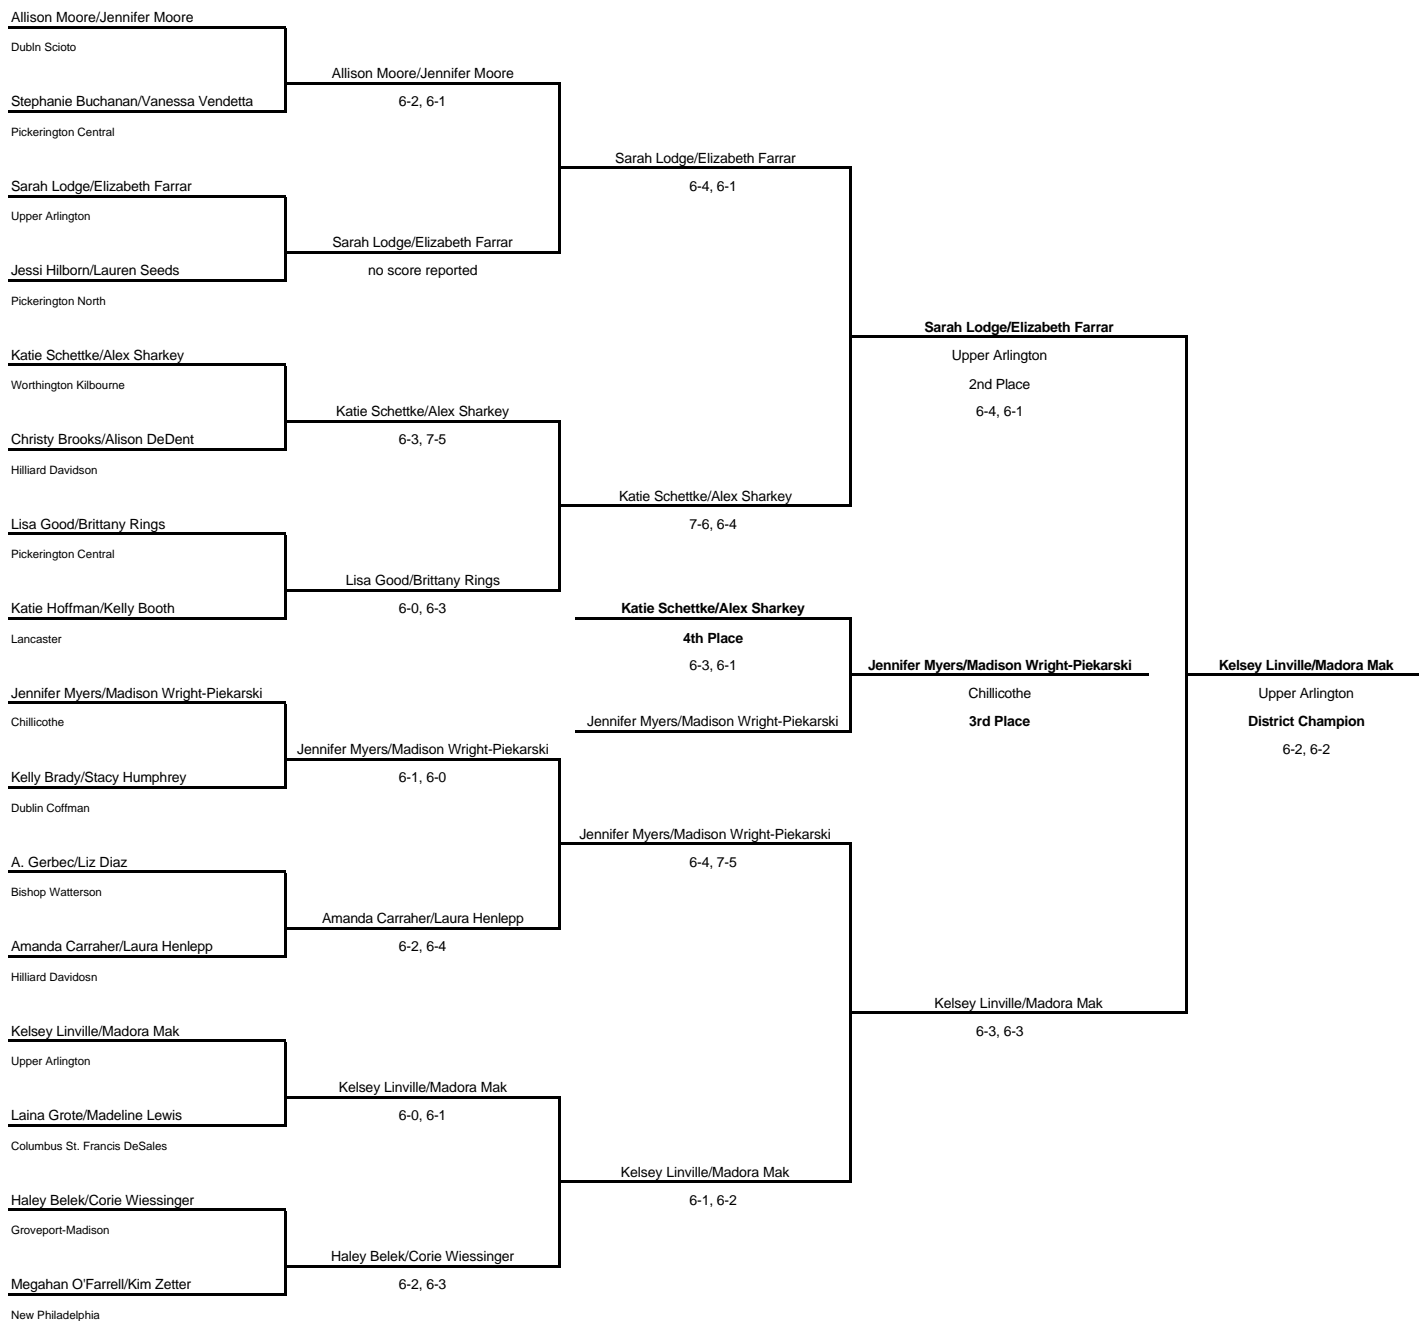 Allison Moore/Jennifer Moore
Dubln Scioto
Allison Moore/Jennifer Moore
Stephanie Buchanan/Vanessa Vendetta
6-2, 6-1
Pickerington Central
Sarah Lodge/Elizabeth Farrar
Sarah Lodge/Elizabeth Farrar
6-4, 6-1
Upper Arlington
Sarah Lodge/Elizabeth Farrar
Jessi Hilborn/Lauren Seeds
no score reported
Pickerington North
Sarah Lodge/Elizabeth Farrar
Katie Schettke/Alex Sharkey
Upper Arlington
Worthington Kilbourne
2nd Place
Katie Schettke/Alex Sharkey
6-4, 6-1
Christy Brooks/Alison DeDent
6-3, 7-5
Hilliard Davidson
Katie Schettke/Alex Sharkey
Lisa Good/Brittany Rings
7-6, 6-4
Pickerington Central
Lisa Good/Brittany Rings
Katie Hoffman/Kelly Booth
6-0, 6-3
Katie Schettke/Alex Sharkey
Lancaster
4th Place
6-3, 6-1
Jennifer Myers/Madison Wright-Piekarski
Kelsey Linville/Madora Mak
Jennifer Myers/Madison Wright-Piekarski
Chillicothe
Upper Arlington
Chillicothe
Jennifer Myers/Madison Wright-Piekarski
3rd Place
District Champion
Jennifer Myers/Madison Wright-Piekarski
6-2, 6-2
Kelly Brady/Stacy Humphrey
6-1, 6-0
Dublin Coffman
Jennifer Myers/Madison Wright-Piekarski
A. Gerbec/Liz Diaz
6-4, 7-5
Bishop Watterson
Amanda Carraher/Laura Henlepp
Amanda Carraher/Laura Henlepp
6-2, 6-4
Hilliard Davidosn
Kelsey Linville/Madora Mak
Kelsey Linville/Madora Mak
6-3, 6-3
Upper Arlington
Kelsey Linville/Madora Mak
Laina Grote/Madeline Lewis
6-0, 6-1
Columbus St. Francis DeSales
Kelsey Linville/Madora Mak
Haley Belek/Corie Wiessinger
6-1, 6-2
Groveport-Madison
Haley Belek/Corie Wiessinger
Megahan O'Farrell/Kim Zetter
6-2, 6-3
New Philadelphia